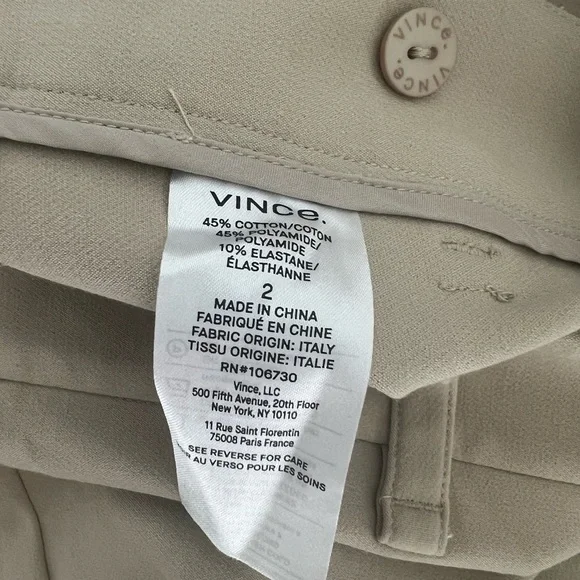 VINCE. VINCE.
VINCE.
45% COTTON/COTON
45% POLYAMIDE/
POLYAMIDE
10% ELASTANE/
ÉLASTHANNE
2
MADE IN CHINA
FABRIQUÉ EN CHINE
FABRIC ORIGIN: ITALY
TISSU ORIGINE: ITALIE
RN#106730
Vince, LLC
500 Fifth Avenue, 20th Floor
New York, NY 10110
11 Rue Saint Florentin
75008 Paris France
SEE REVERSE FOR CARE
AU VERSO POUR LES SOINS